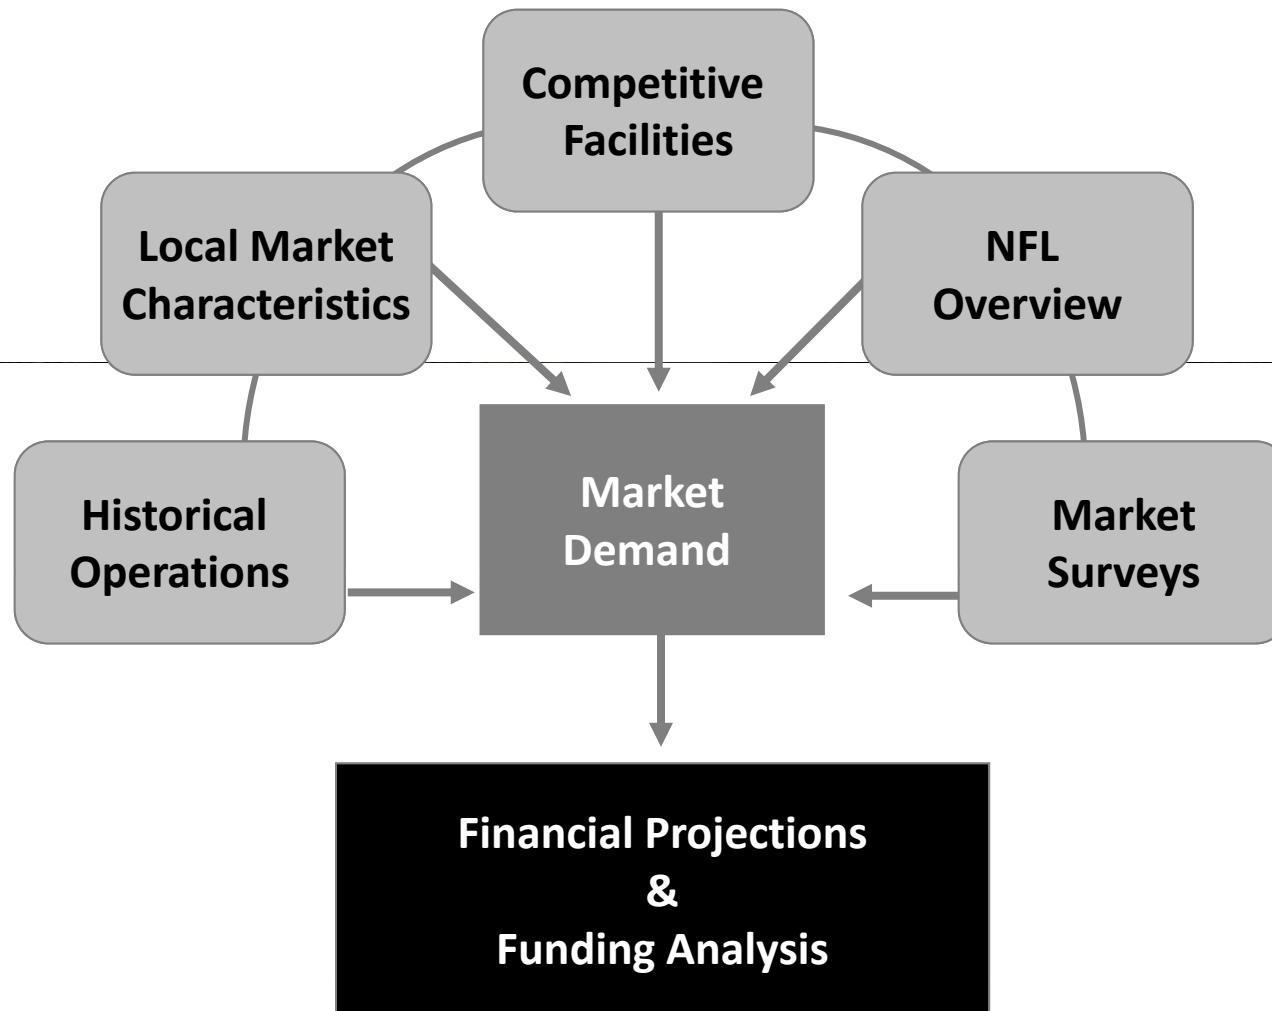 Competitive
Facilities
Local Market
Characteristics
NFL
Overview
Historical
Operations
Market
Demand
Market
Surveys
Financial Projections
&
Funding Analysis